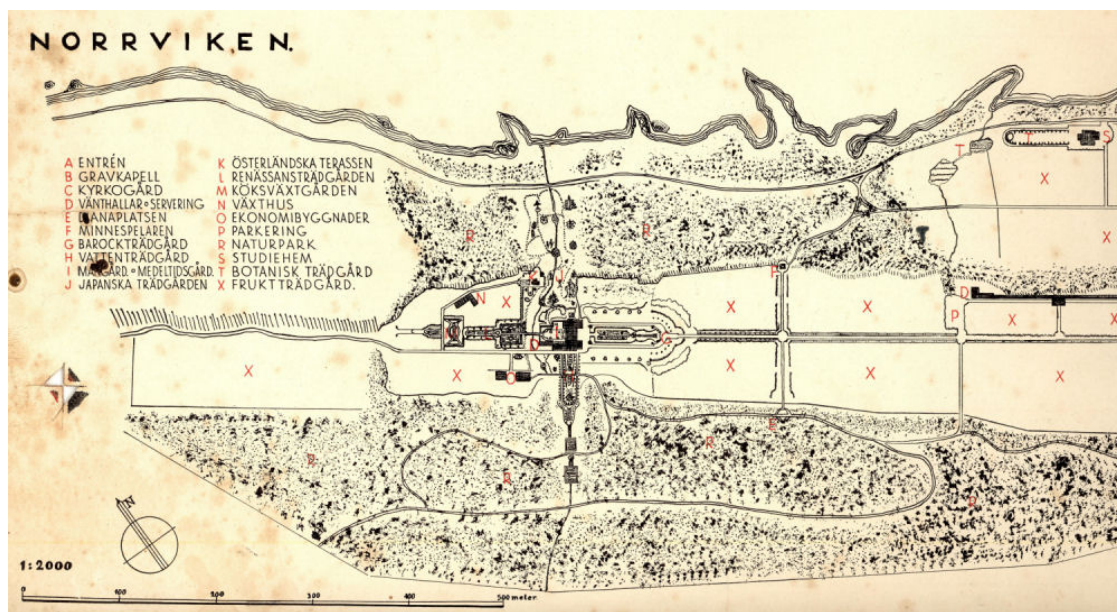 NORRVIKEN.
A ENTRÉN
B GRAVKAPELL
C KYRKOGÅRD
D VÄNTHALLAR o SERVERING
E DIANAPLATSEN
F MINNESPELAREN
G BAROCKTRÄDGÅRD
H VATTENTRÄDGÅRD
I o MEDELTIDSGÅRD.
J JAPANSKA TRÄDGÅRDEN
K ÖSTERLÄNDSKA TERASSEN
L RENÄSSANSTRÄDGÅRDEN
M KÖKSVÄXTGÅRDEN
N VÄXTHUS
O EKONOMIBYGGNADER
P PARKERING
R NATURPARK
S STUDIEHEM
T BOTANISK TRÄDGÅRD
X FRUKTTRÄDGÅRD.
T S
T
X
R R X
F
N X J X X D
P X X
L G
D
X X O X X X
E
R
R R R
N
1:2000
0 100 200 300 400 500 meter.